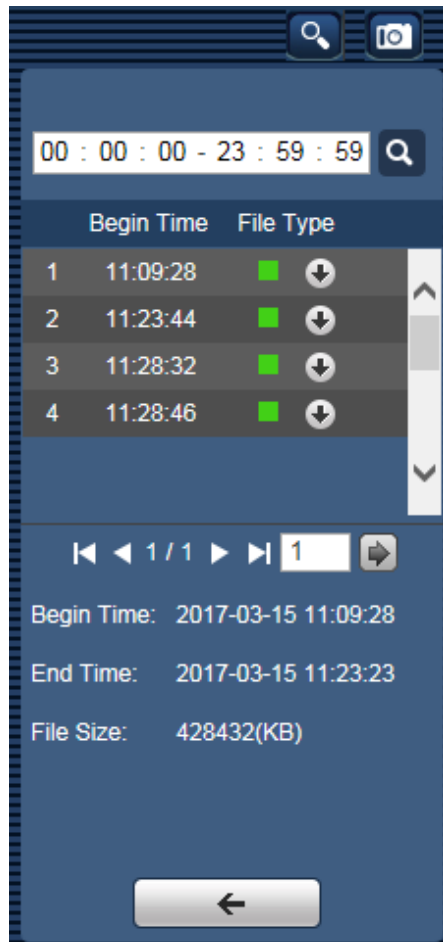 00 : 00 : 00 - 23 : 59 : 59
Begin Time File Type
1 11:09:28
2 11:23:44
3 11:28:32
4 11:28:46
1 / 1 1
Begin Time: 2017-03-15 11:09:28
End Time: 2017-03-15 11:23:23
File Size: 428432(KB)